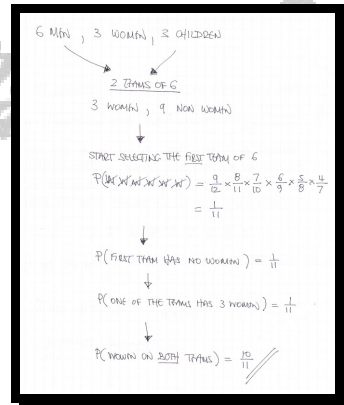 6 MEN , 3 WOMEN , 3 CHILDREN
2 TEAMS OF 6
3 WOMEN , 9 NON WOMEN
START SELECTING THE FIRST TEAM OF 6
P(W̸ W̸ W̸ W̸ W̸ W̸) = 9/12 × 8/11 × 7/10 × 6/9 × 5/8 × 4/7
= 1/11
P(FIRST TEAM HAS NO WOMEN) = 1/11
P(ONE OF THE TEAMS HAS 3 WOMEN) = 1/11
P(WOMEN ON BOTH TEAMS) = 10/11